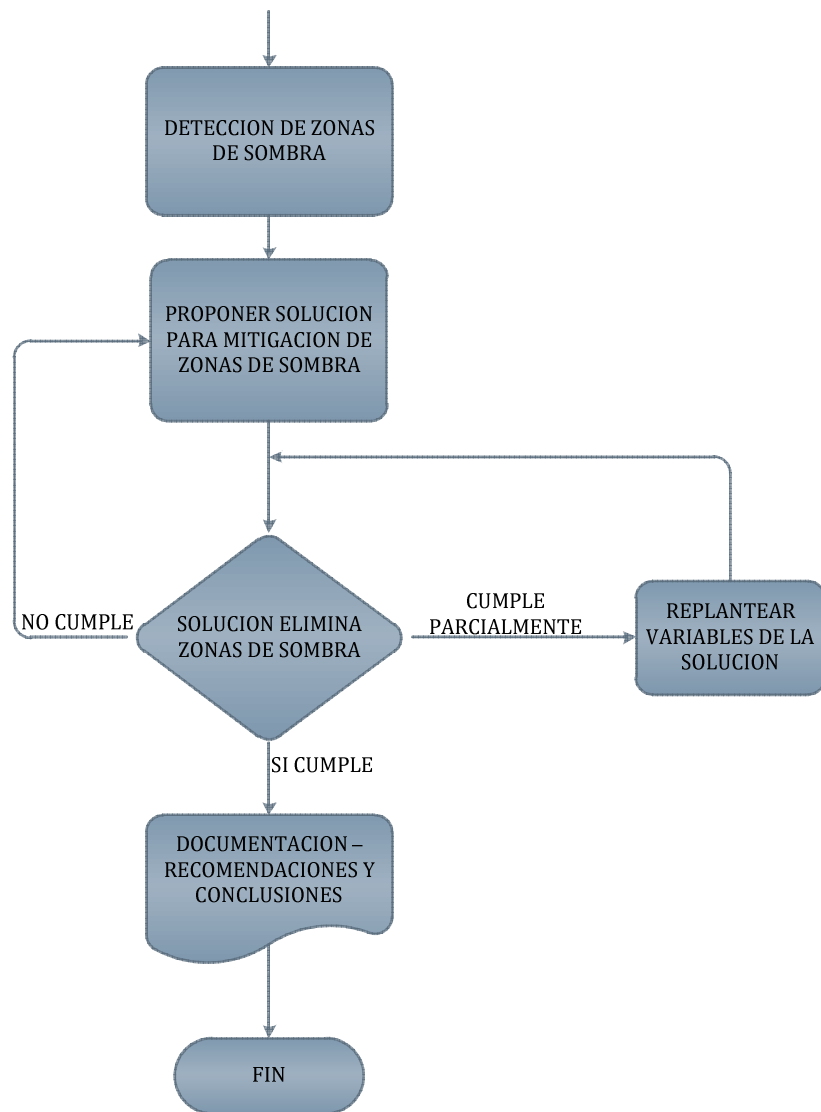 DETECCION DE ZONAS
DE SOMBRA
PROPONER SOLUCION
PARA MITIGACION DE
ZONAS DE SOMBRA
NO CUMPLE
SOLUCION ELIMINA
ZONAS DE SOMBRA
CUMPLE
PARCIALMENTE
REPLANTEAR
VARIABLES DE LA
SOLUCION
SI CUMPLE
DOCUMENTACION –
RECOMENDACIONES Y
CONCLUSIONES
FIN